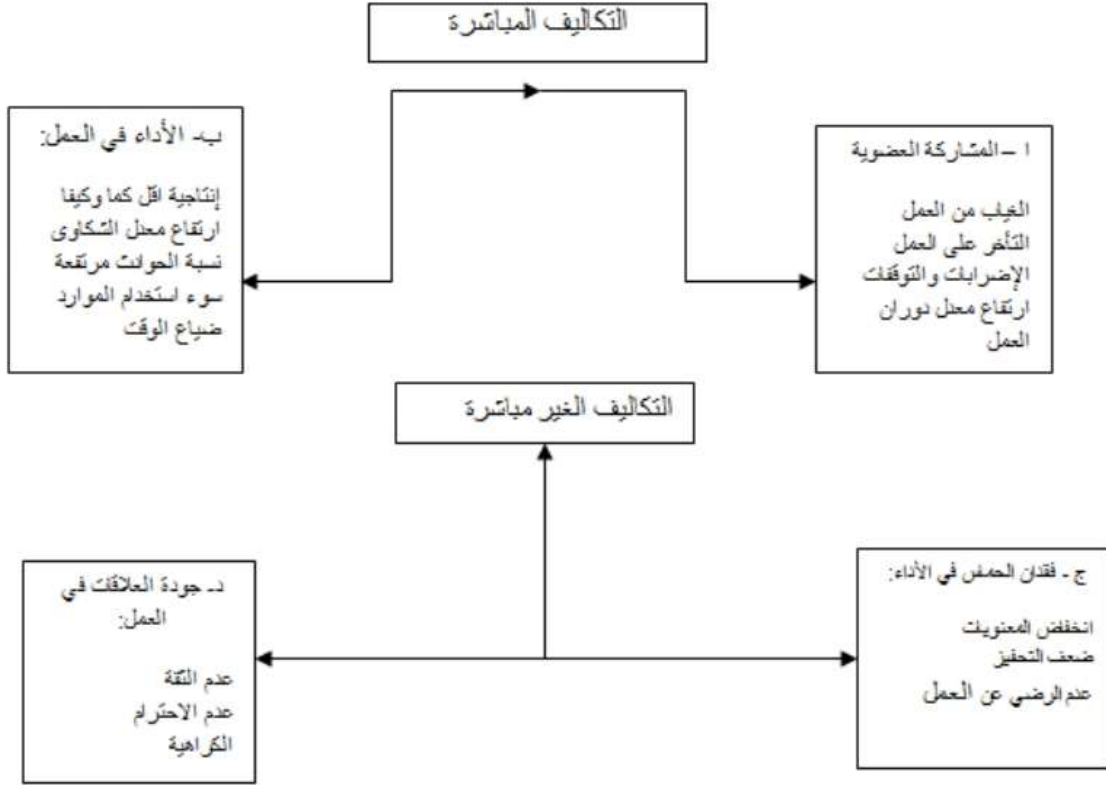 التكاليف المباشرة
ا – المشاركة العضوية
الغياب من العمل
التأخر على العمل
الإضرابات والتوقفات
ارتفاع معدل دوران
العمل
ب- الأداء في العمل:
إنتاجية اقل كما وكيفا
ارتفاع معدل الشكاوى
نسبة الحوادث مرتفعة
سوء استخدام الموارد
ضياع الوقت
التكاليف الغير مباشرة
ج - فقدان الحماس في الأداء:
انخفاض المعنويات
ضعف التحفيز
عدم الرضي عن العمل
د- جودة العلاقات في
العمل:
عدم الثقة
عدم الاحترام
الكراهية